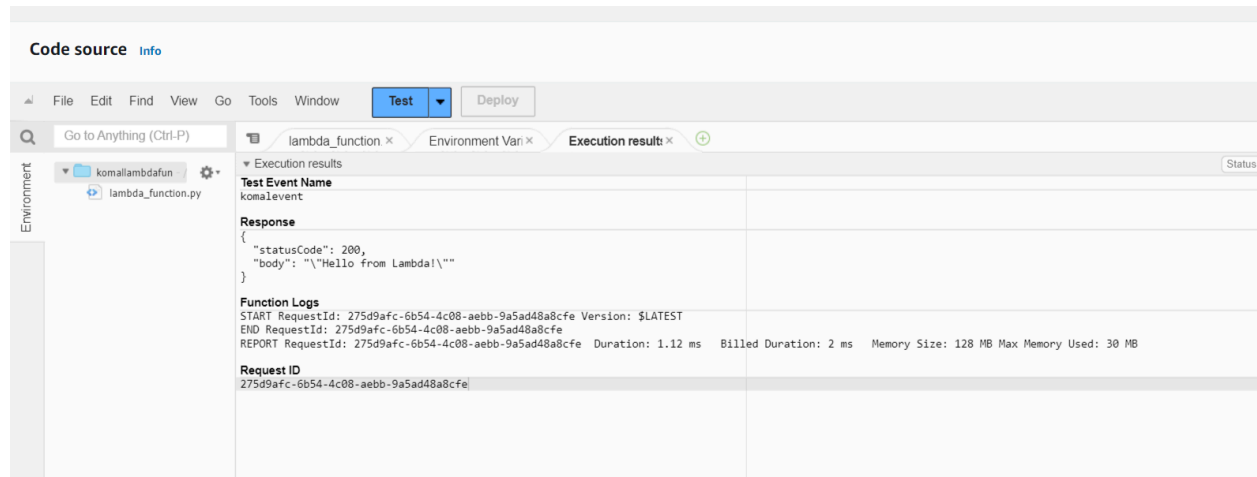 Code source Info
File Edit Find View Go Tools Window Test Deploy
Go to Anything (Ctrl-P)
lambda_function. Environment Vari Execution results
Environment
komallambdafun - /
lambda_function.py
Execution results
Status
Test Event Name
komalevent
Response
{
"statusCode": 200,
"body": "\"Hello from Lambda!\""
}
Function Logs
START RequestId: 275d9afc-6b54-4c08-aebb-9a5ad48a8cfe Version: $LATEST
END RequestId: 275d9afc-6b54-4c08-aebb-9a5ad48a8cfe
REPORT RequestId: 275d9afc-6b54-4c08-aebb-9a5ad48a8cfe Duration: 1.12 ms Billed Duration: 2 ms Memory Size: 128 MB Max Memory Used: 30 MB
Request ID
275d9afc-6b54-4c08-aebb-9a5ad48a8cfe